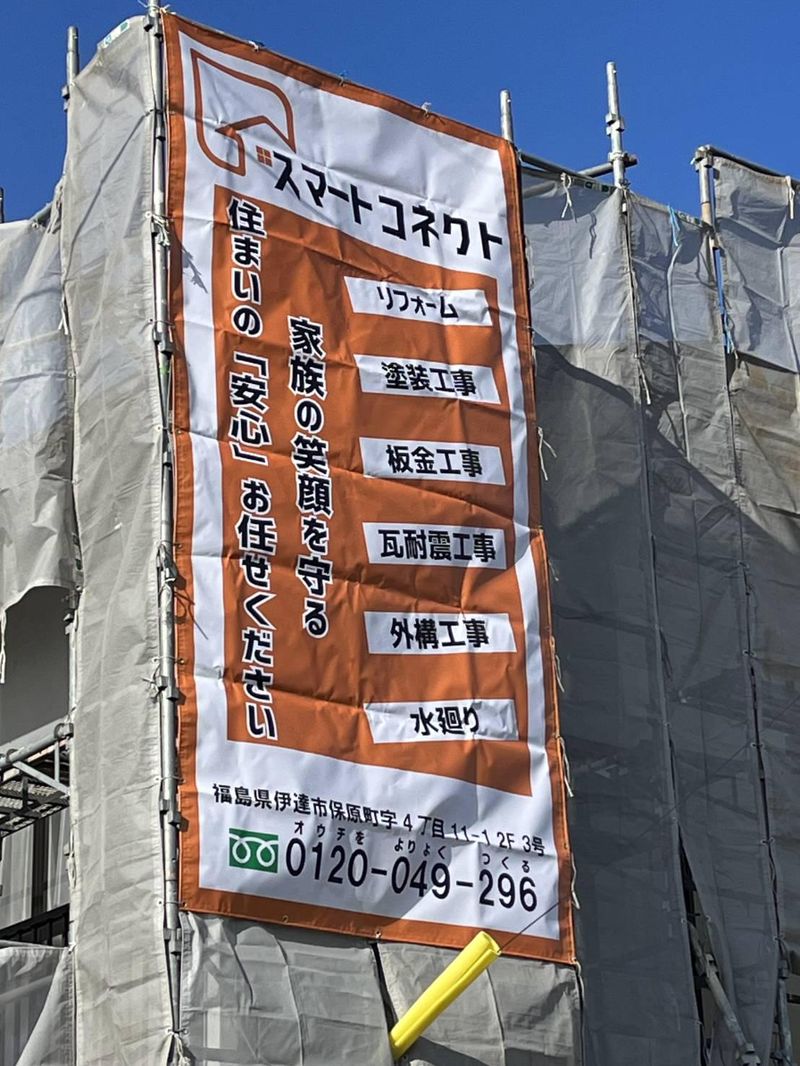 スマートコネクト
家族の笑顔を守る
住まいの「安心」お任せください
リフォーム
塗装工事
板金工事
瓦耐震工事
外構工事
水廻り
福島県伊達市保原町字4丁目11-1 2F 3号
オウチを よりよく つくる
0120-049-296